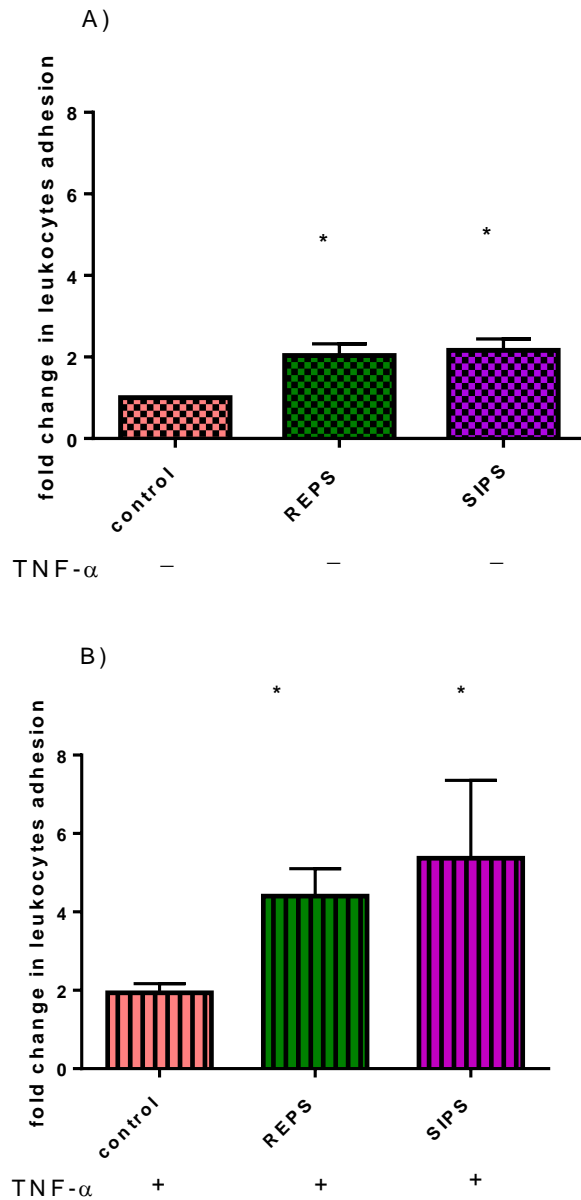 A)
fold change in leukocytes adhesion
8
6
4
2
0
* *
control REPS SIPS
TNF-α – – –
B)
* *
fold change in leukocytes adhesion
8
6
4
2
0
control REPS SIPS
TNF-α + + +